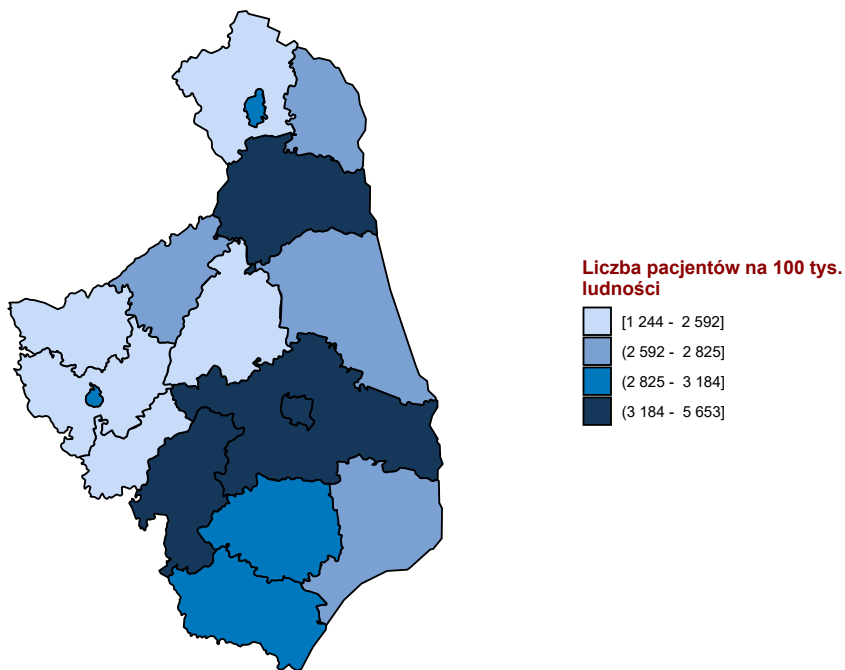 Liczba pacjentów na 100 tys.
ludności
[1 244 - 2 592]
(2 592 - 2 825]
(2 825 - 3 184]
(3 184 - 5 653]